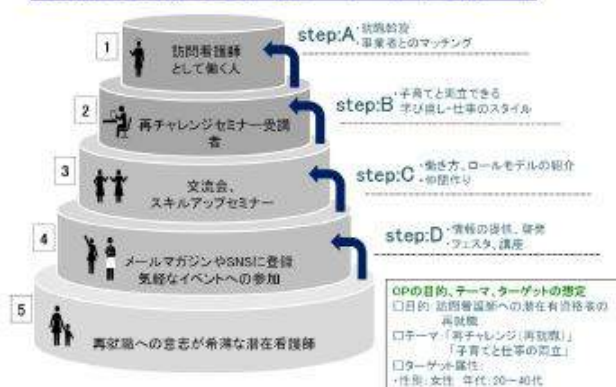 1
訪問看護師
として働く人
step:A
・就職斡旋
・事業者とのマッチング
2
再チャレンジセミナー受講
者
step:B
・子育てと両立できる
学び直し・仕事のスタイル
3
交流会、
スキルアップセミナー
step:C
・働き方、ロールモデルの紹介
・仲間作り
4
メールマガジンやSNSに登録
気軽なイベントへの参加
step:D
・情報の提供、啓発
・フェスタ、講座
5
再就職への意志が希薄な潜在看護師
OPの目的、テーマ、ターゲットの想定
□目的:訪問看護師への潜在有資格者の
再就職
□テーマ:「再チャレンジ(再就職)」
「子育てと仕事の両立」
□ターゲット属性:
・性別:女性 年代:20〜40代